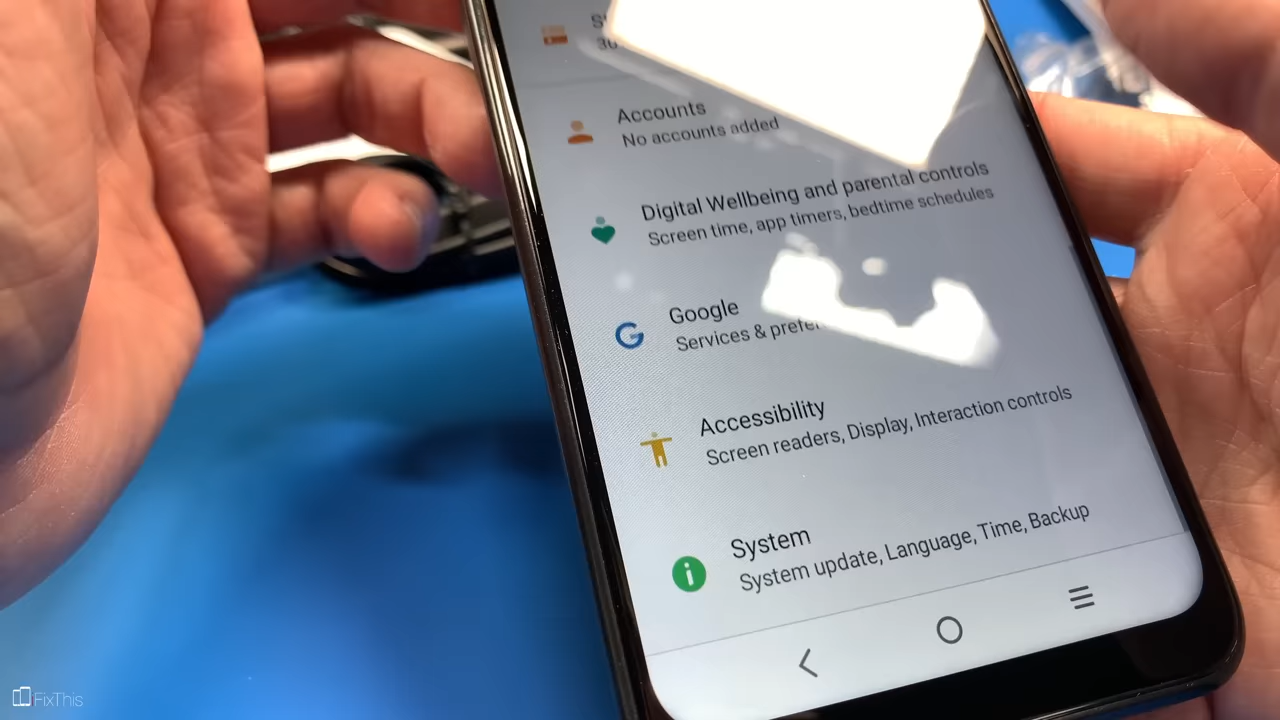 Accounts
No accounts added
Digital Wellbeing and parental controls
Screen time, app timers, bedtime schedules
Google
Services &
Accessibility
Screen readers, Display, Interaction controls
System
System update, Language, Time, Backup
FixThis